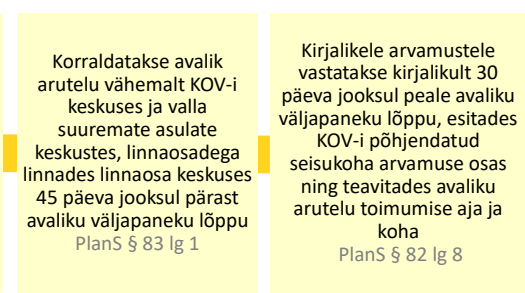 Korraldatakse avalik
arutelu vähemalt KOV-i
keskuses ja valla
suuremate asulate
keskustes, linnaosadega
linnades linnaosa keskuses
45 päeva jooksul pärast
avaliku väljapaneku lõppu
PlanS § 83 lg 1
Kirjalikele arvamustele
vastatakse kirjalikult 30
päeva jooksul peale avaliku
väljapaneku lõppu, esitades
KOV-i põhjendatud
seisukoha arvamuse osas
ning teavitades avaliku
arutelu toimumise aja ja
koha
PlanS § 82 lg 8